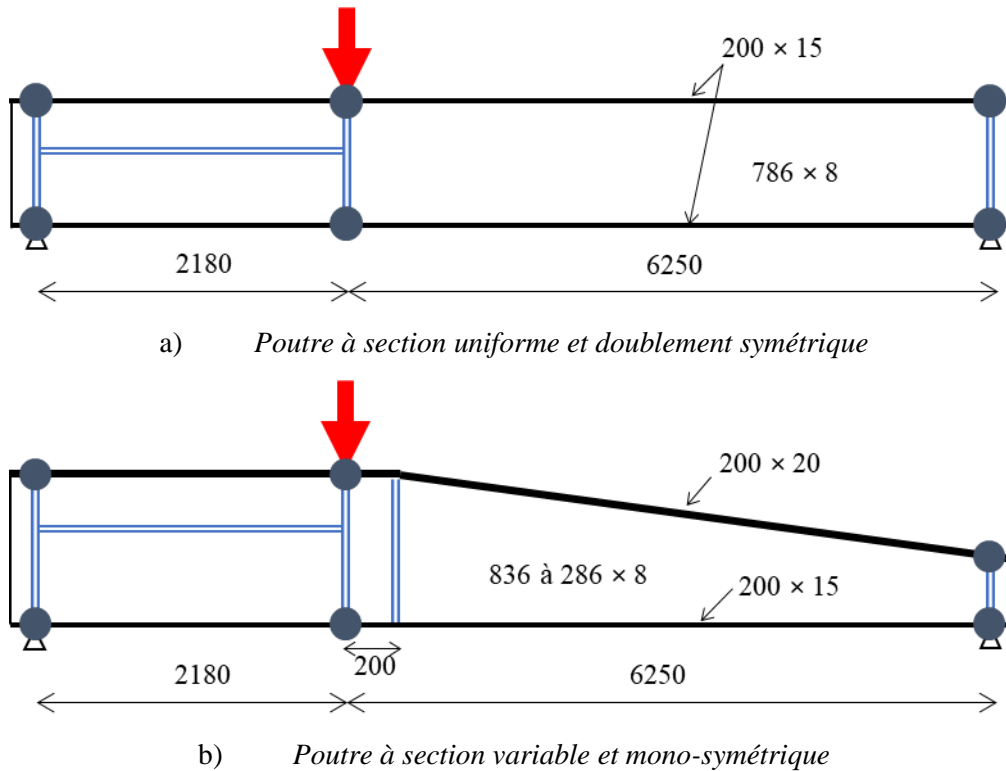 200 × 15
786 × 8
2180 6250
a) Poutre à section uniforme et doublement symétrique
200 × 20
836 à 286 × 8
200 × 15
200
2180 6250
b) Poutre à section variable et mono-symétrique